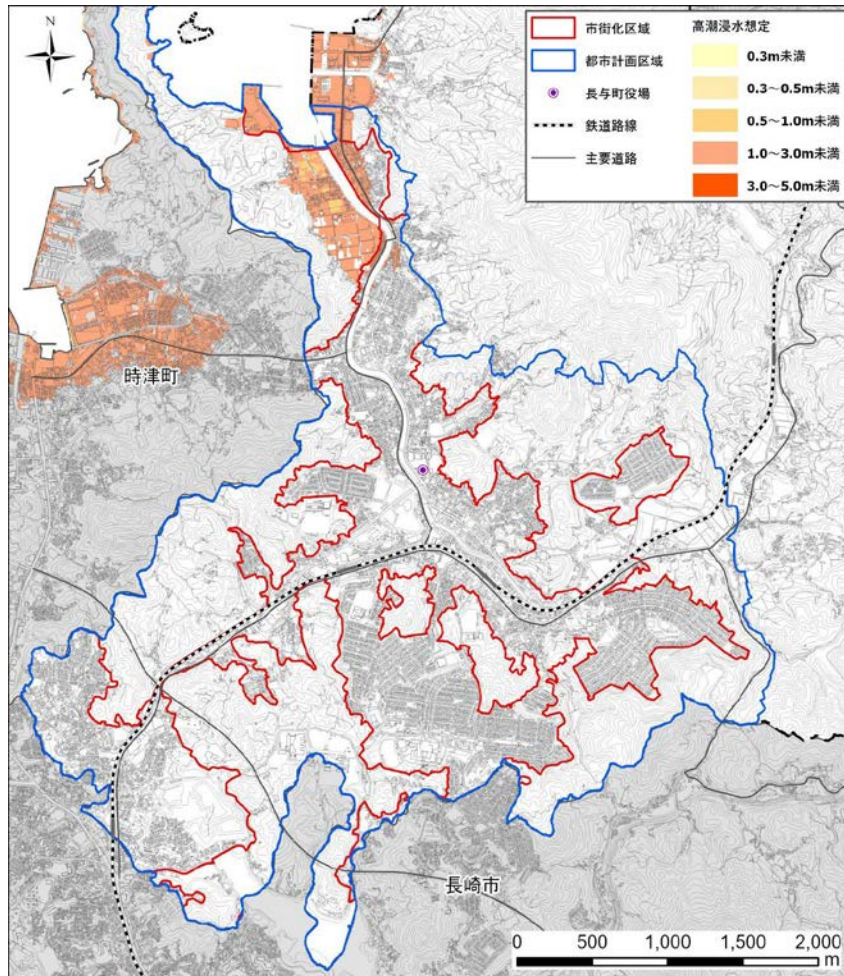 N
市街化区域
都市計画区域
長与町役場
鉄道路線
主要道路
高潮浸水想定
0.3m未満
0.3~0.5m未満
0.5~1.0m未満
1.0~3.0m未満
3.0~5.0m未満
時津町
長崎市
0 500 1,000 1,500 2,000
m